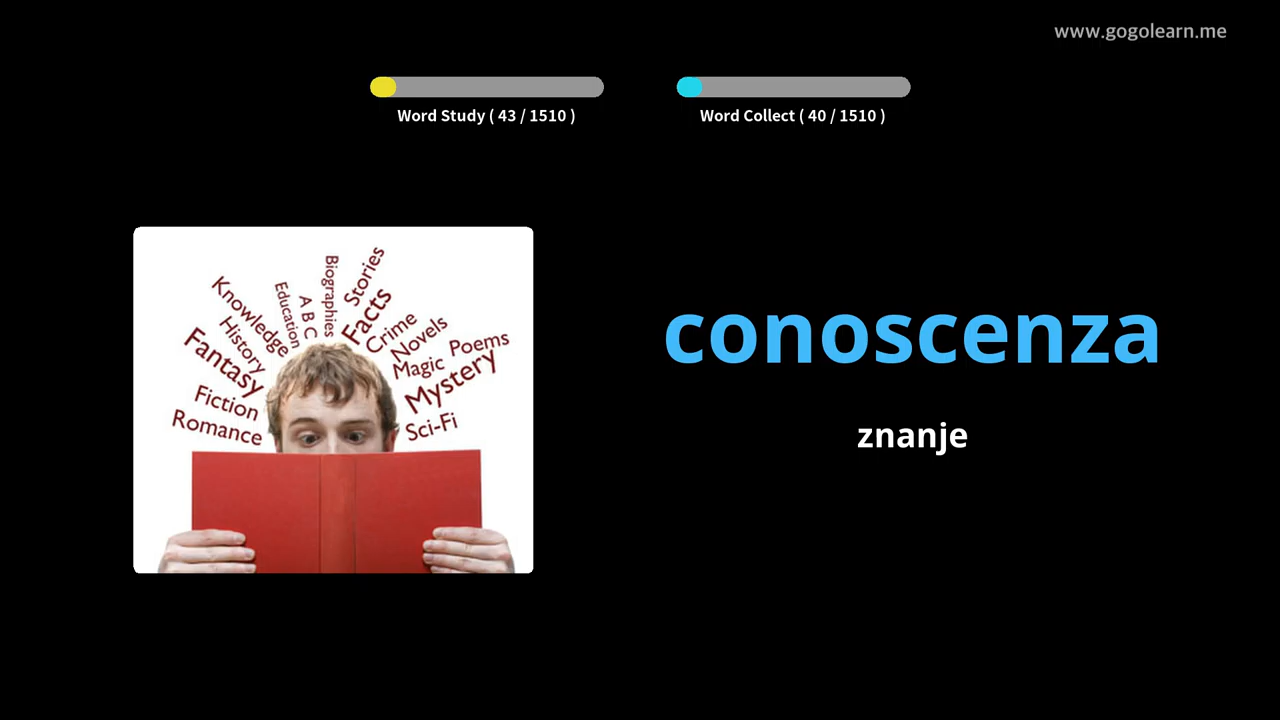 www.gogolearn.me
Word Study ( 43 / 1510 )
Word Collect ( 40 / 1510 )
Knowledge
Education
A B C
Biographies
Stories
Facts
Crime
Novels
Poems
History
Magic
Fantasy
Mystery
Fiction
Romance
Sci-Fi
conoscenza
znanje